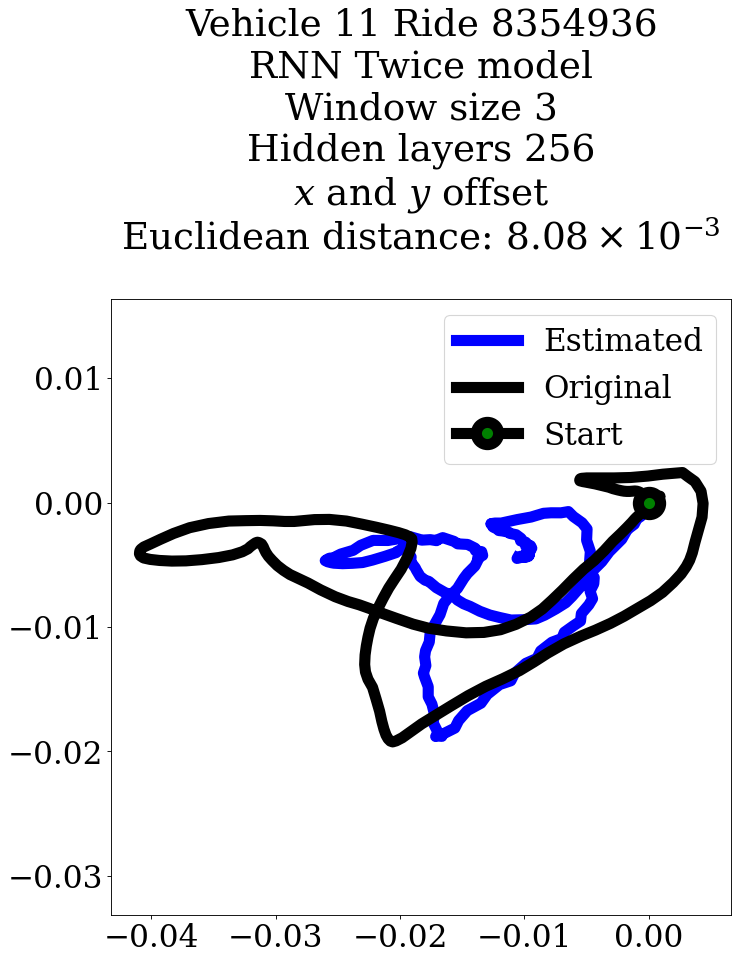 Vehicle 11 Ride 8354936
RNN Twice model
Window size 3
Hidden layers 256
x and y offset
Euclidean distance: 8.08 × 10⁻³
Estimated
Original
Start
0.01
0.00
−0.01
−0.02
−0.03
−0.04 −0.03 −0.02 −0.01 0.00